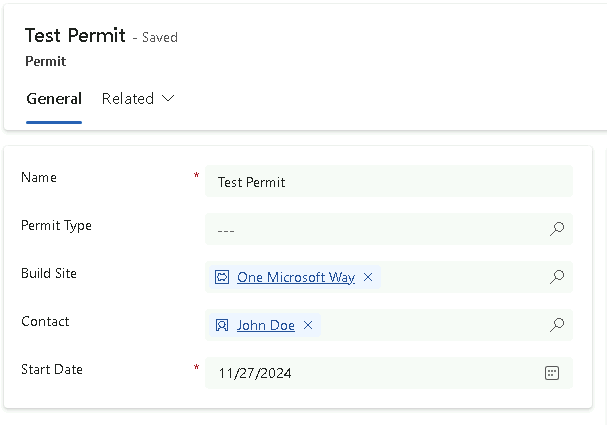 Test Permit - Saved
Permit
General Related
Name * Test Permit
Permit Type ---
Build Site One Microsoft Way
Contact John Doe
Start Date * 11/27/2024